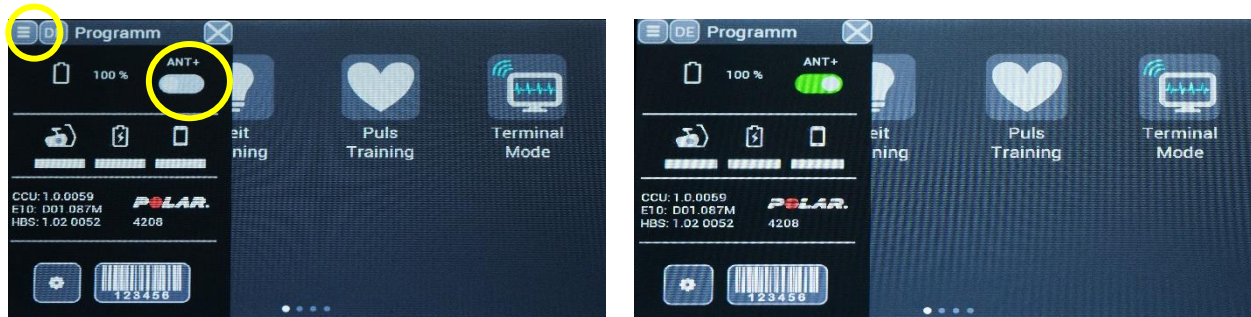 DE Programm
ANT+
100 %
eit
ning
Puls
Training
Terminal
Mode
CCU: 1.0.0059
E10: D01.087M
HBS: 1.02 0052
POLAR.
4208
123456
DE Programm
ANT+
100 %
eit
ning
Puls
Training
Terminal
Mode
CCU: 1.0.0059
E10: D01.087M
HBS: 1.02 0052
POLAR.
4208
123456